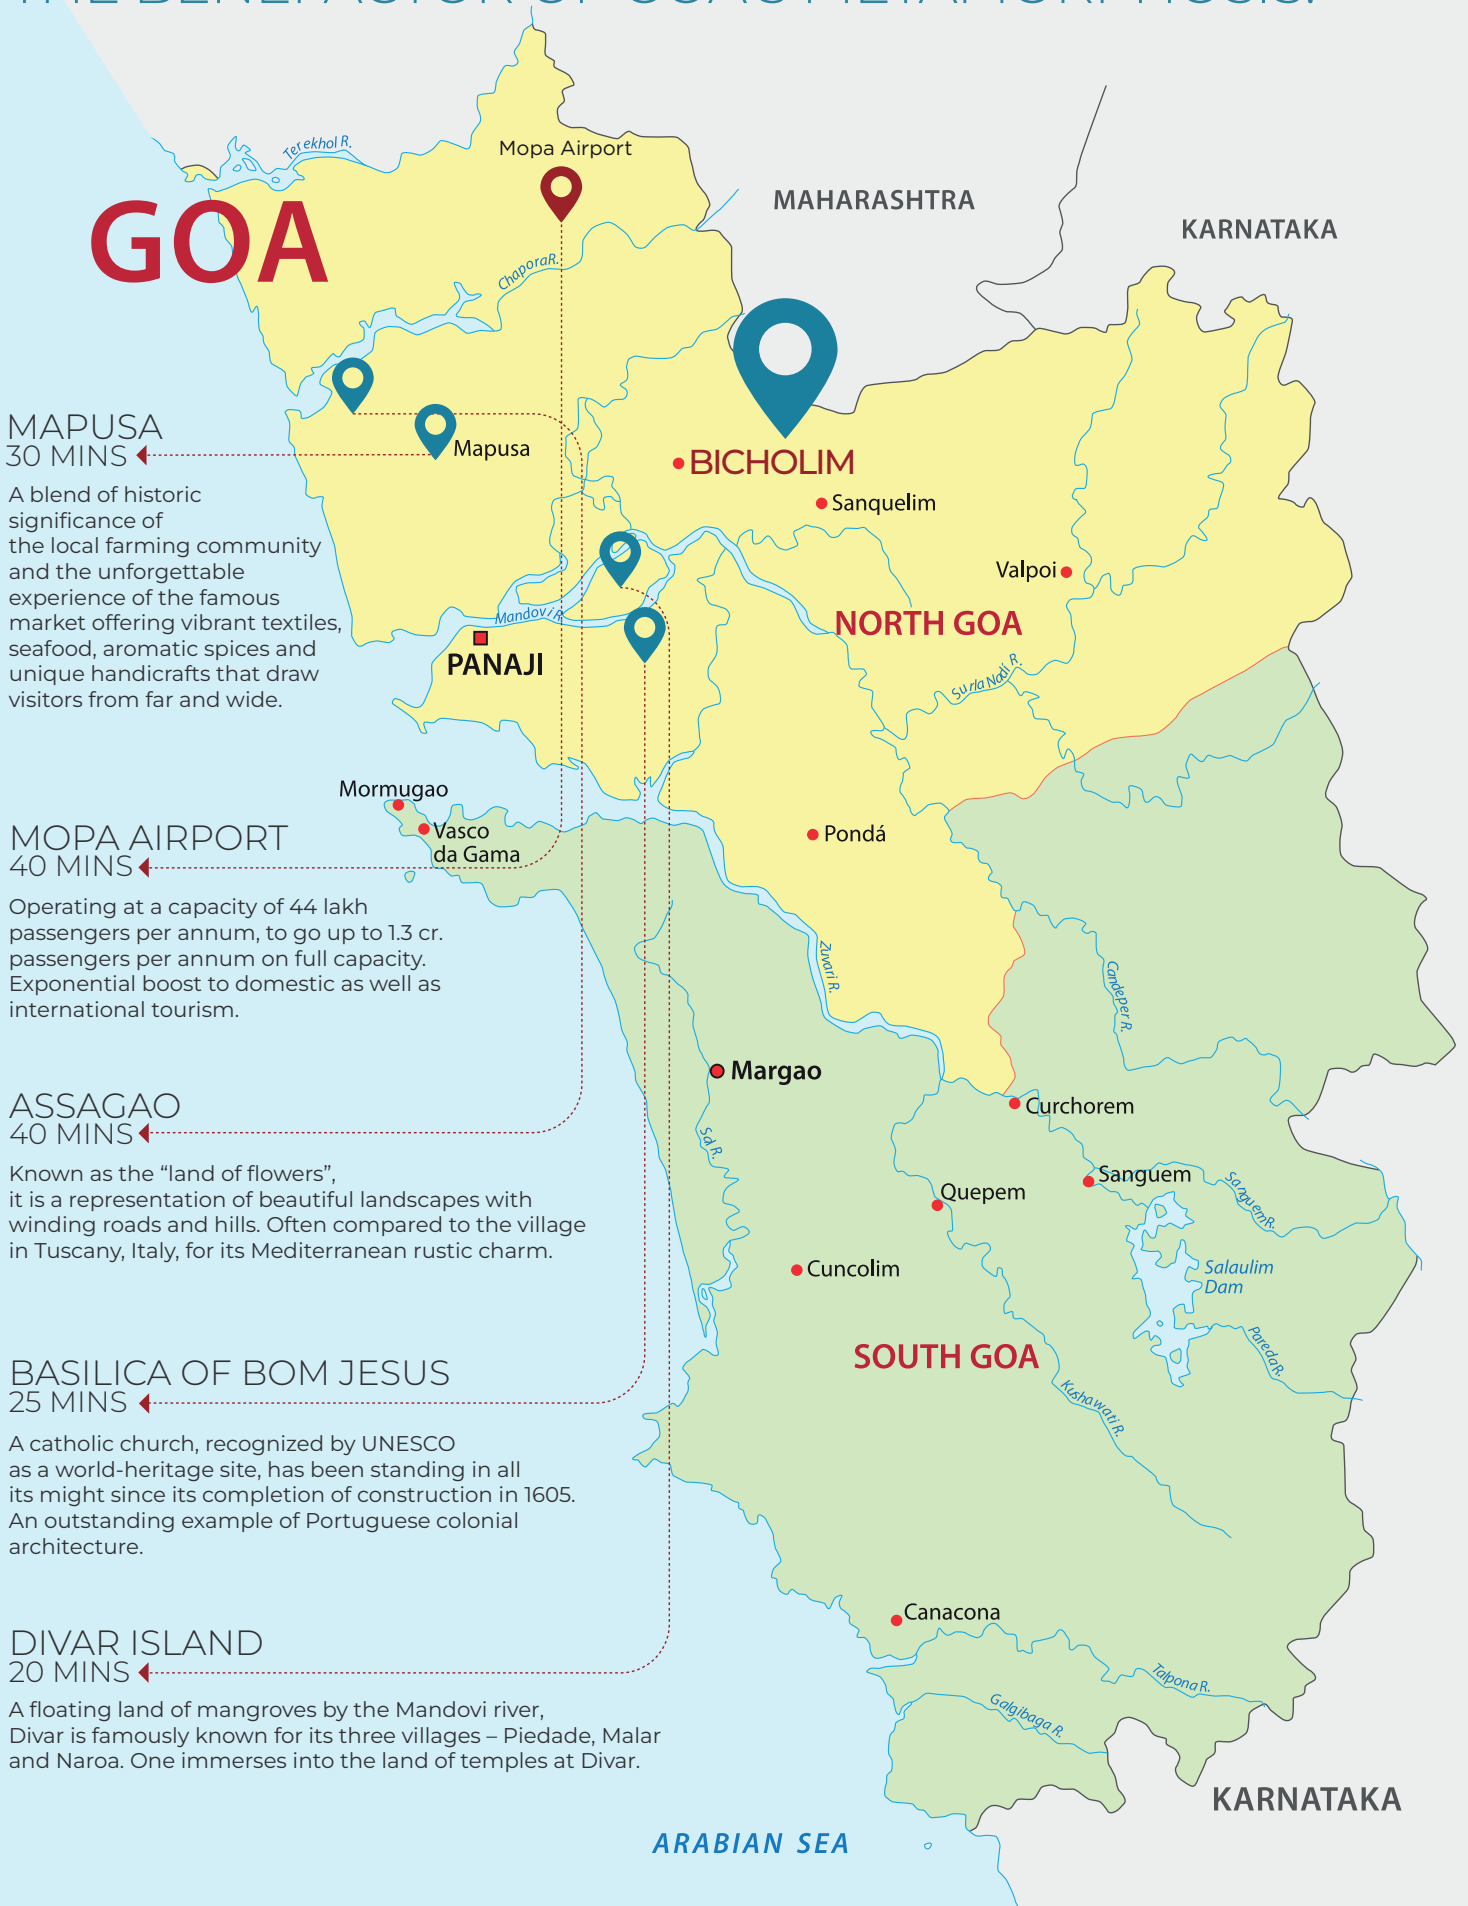 THE BENEFACTOR OF GOA'S METAMORPHOSIS.
Terekhol R.
Mopa Airport
MAHARASHTRA
KARNATAKA
GOA
Chapora R.
MAPUSA
30 MINS
A blend of historic
significance of
the local farming community
and the unforgettable
experience of the famous
market offering vibrant textiles,
seafood, aromatic spices and
unique handicrafts that draw
visitors from far and wide.
Mapusa
BICHOLIM
Sanquelim
Valpoi
NORTH GOA
Mandovi R.
PANAJI
Surla Nadi R.
Mormugao
Vasco
da Gama
Pondá
MOPA AIRPORT
40 MINS
Operating at a capacity of 44 lakh
passengers per annum, to go up to 1.3 cr.
passengers per annum on full capacity.
Exponential boost to domestic as well as
international tourism.
Zuvari R.
Candeper R.
Margao
Curchorem
ASSAGAO
40 MINS
Known as the “land of flowers”,
it is a representation of beautiful landscapes with
winding roads and hills. Often compared to the village
in Tuscany, Italy, for its Mediterranean rustic charm.
Sal R.
Quepem
Sanguem
Sanguem R.
Cuncolim
Salaulim
Dam
Pareda R.
SOUTH GOA
Kushawati R.
BASILICA OF BOM JESUS
25 MINS
A catholic church, recognized by UNESCO
as a world-heritage site, has been standing in all
its might since its completion of construction in 1605.
An outstanding example of Portuguese colonial
architecture.
Canacona
Talpona R.
Galgibaga R.
DIVAR ISLAND
20 MINS
A floating land of mangroves by the Mandovi river,
Divar is famously known for its three villages – Piedade, Malar
and Naroa. One immerses into the land of temples at Divar.
KARNATAKA
ARABIAN SEA